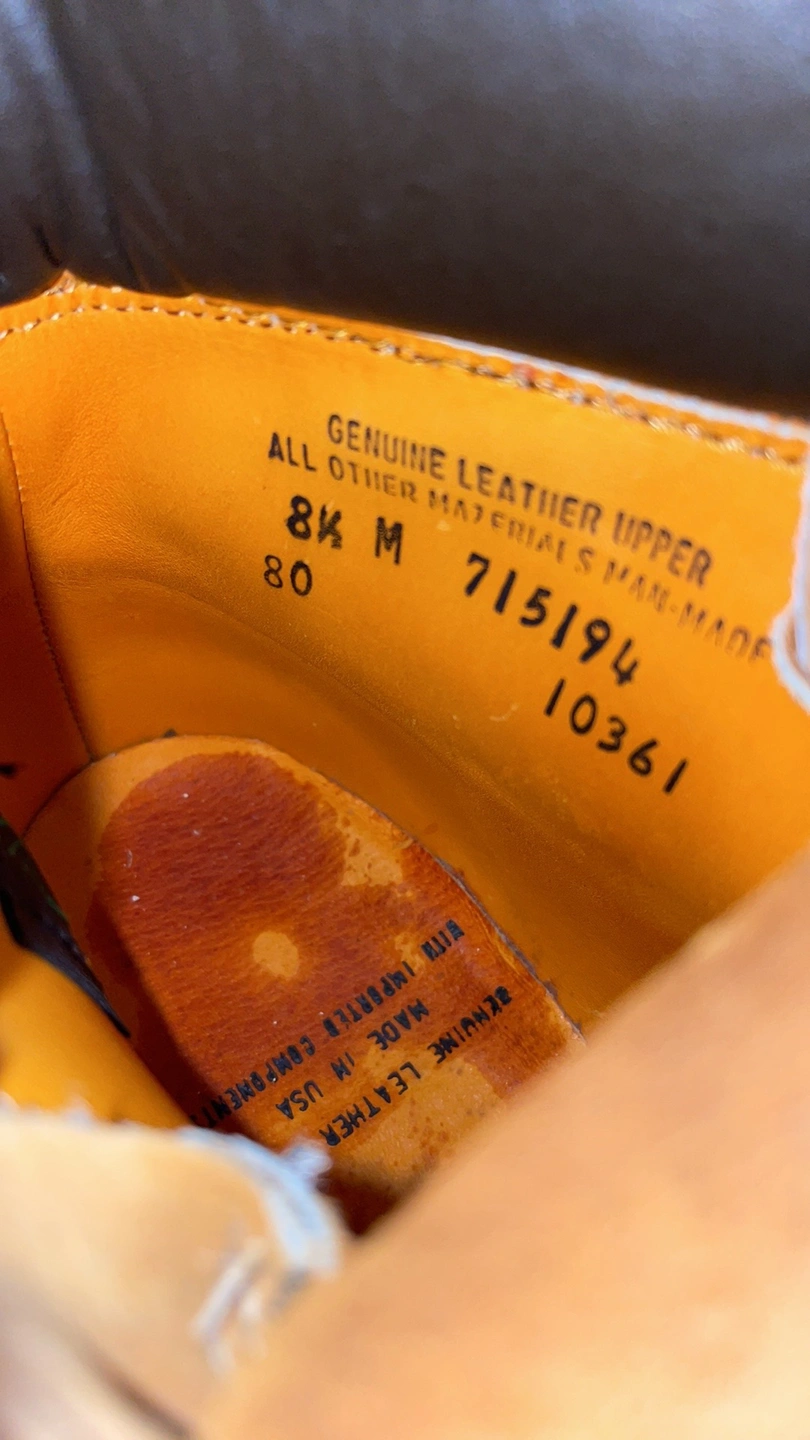 GENUINE LEATHER UPPER
ALL OTHER MATERIALS MAN-MADE
8½ M 715194
80 10361
GENUINE LEATHER
MADE IN USA
WITH IMPORTED COMPONENTS